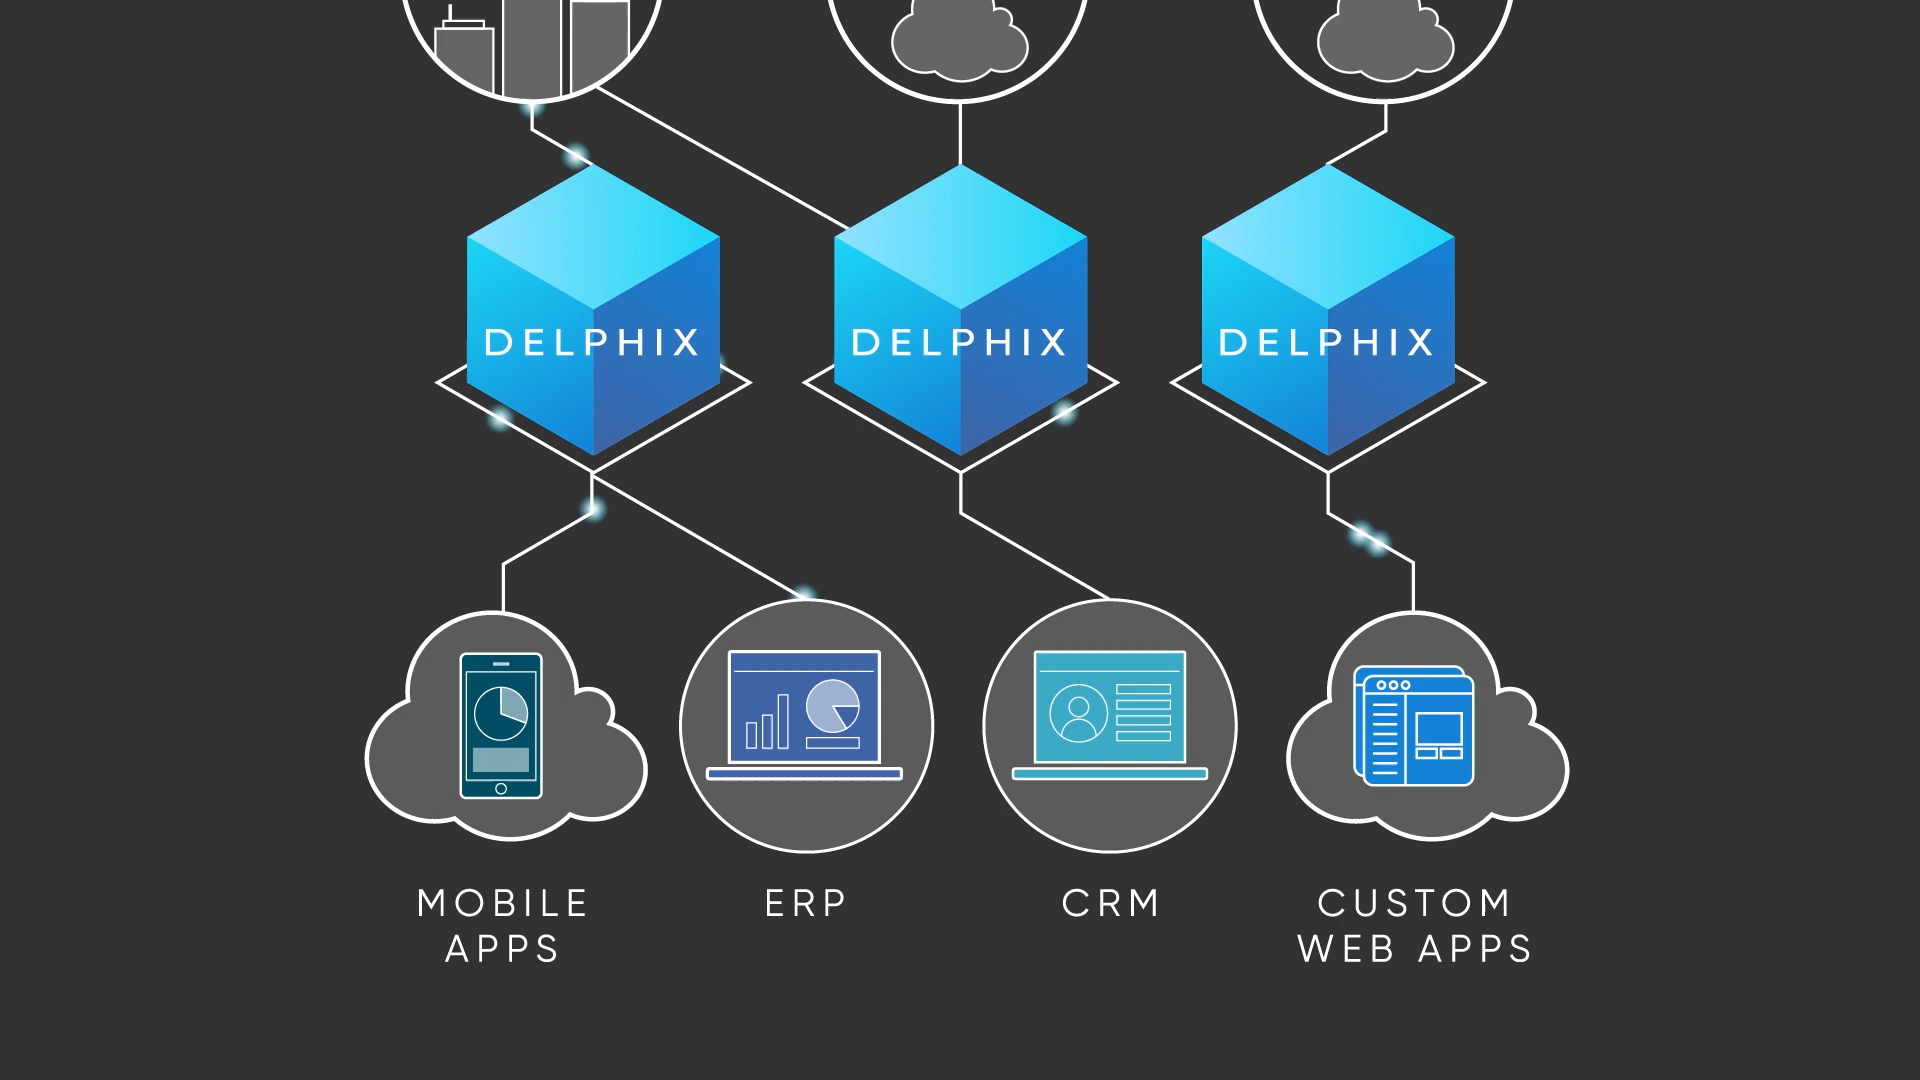 DELPHIX
DELPHIX
DELPHIX
MOBILE
APPS
ERP
CRM
CUSTOM
WEB APPS